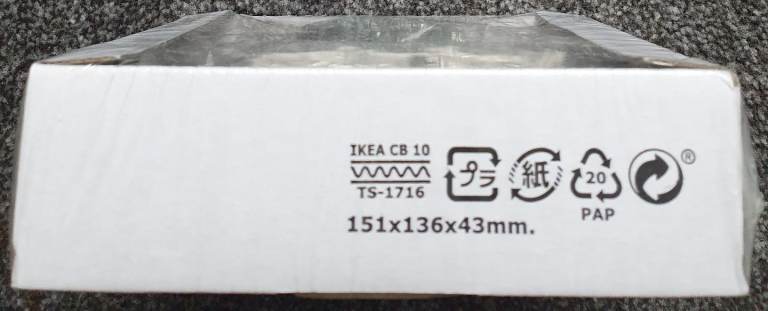 IKEA CB 10
TS-1716
151x136x43mm.
プラ
紙
20
PAP
®